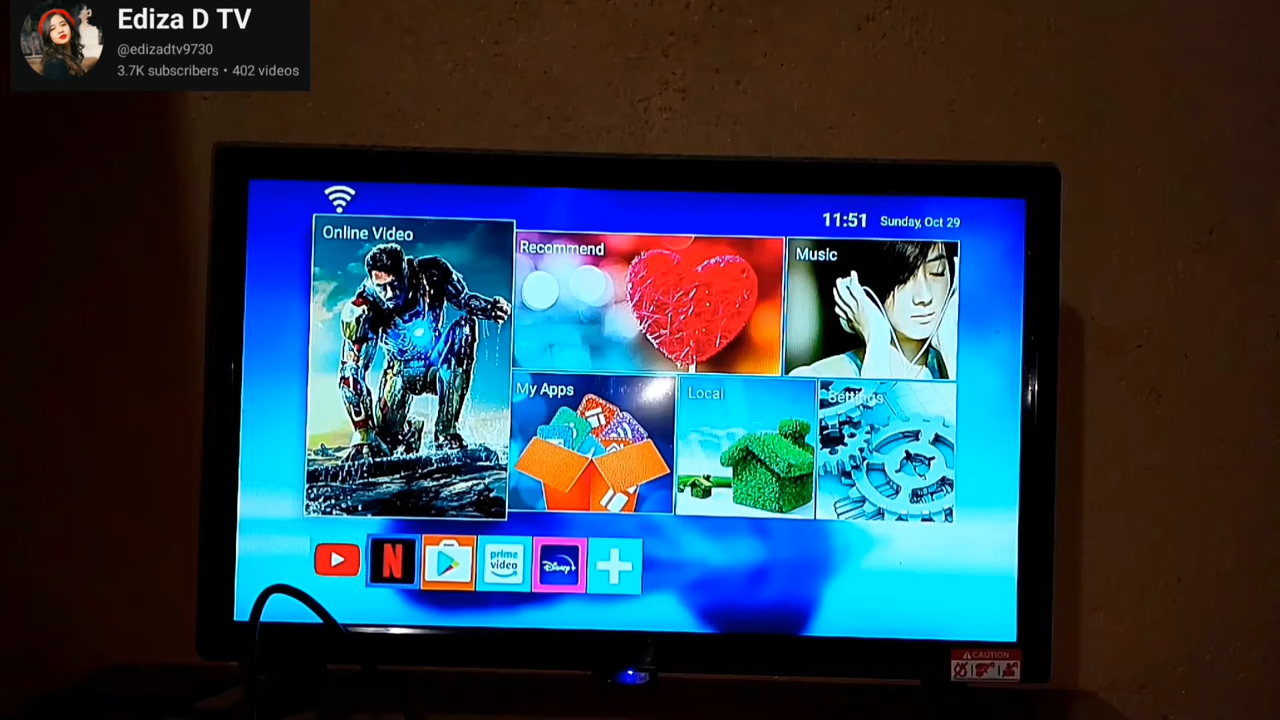 Ediza D TV
@edizadtv9730
3.7K subscribers • 402 videos
11:51 Sunday, Oct 29
Online Video
Recommend
Music
My Apps
Local
Settings
N
prime
video
Disney+
CAUTION